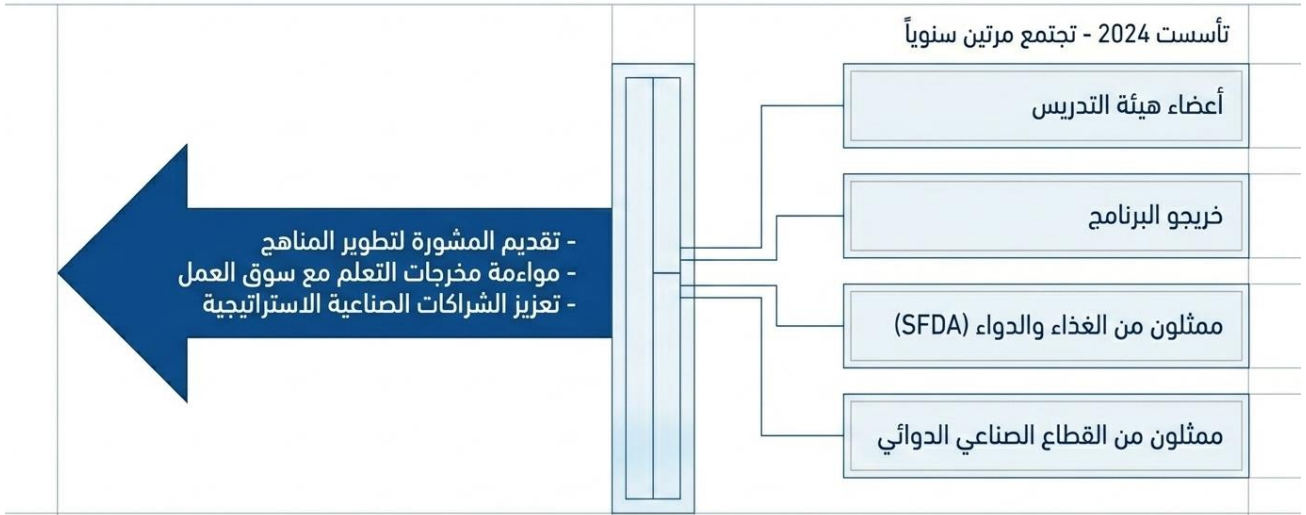 تأسست 2024 - تجتمع مرتين سنوياً
أعضاء هيئة التدريس
خريجو البرنامج
ممثلون من الغذاء والدواء (SFDA)
ممثلون من القطاع الصناعي الدوائي
- تقديم المشورة لتطوير المناهج
- مواءمة مخرجات التعلم مع سوق العمل
- تعزيز الشراكات الصناعية الاستراتيجية